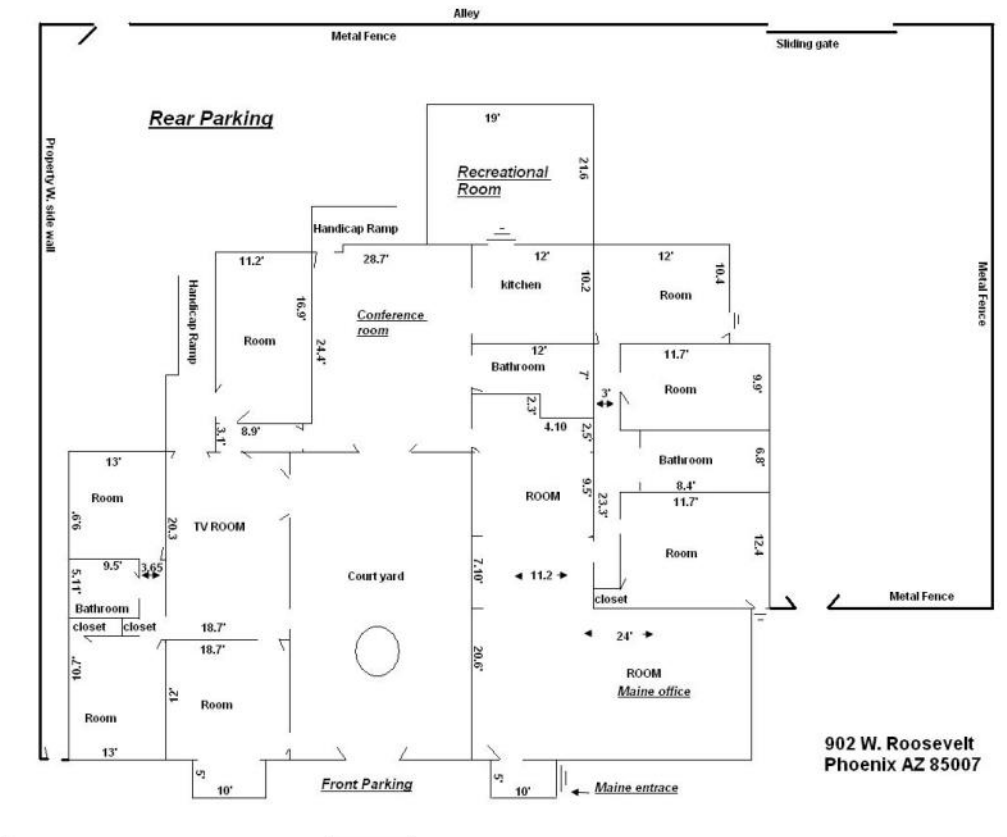 Alley
Metal Fence
Sliding gate
Rear Parking
19'
21.6
Recreational
Room
Property W. side wall
Handicap Ramp
11.2'
28.7'
12'
12'
10.4
Handicap Ramp
16.9'
kitchen
10.2
Room
Metal Fence
Conference
room
Room
24.4'
12'
11.7'
Bathroom
7'
Room
9.9'
3'
2.3'
3.1'
8.9'
4.10
2.5'
13'
Bathroom
6.8'
Room
8.4'
9.9'
20.3
TV ROOM
ROOM
9.5'
23.3'
11.7'
Room
12.4
9.5'
3.65
5.11'
Court yard
7.10'
11.2
closet
Metal Fence
Bathroom
closet
closet
18.7'
18.7'
24'
10.7'
20.6'
ROOM
Maine office
12'
Room
Room
13'
902 W. Roosevelt
Phoenix AZ 85007
5'
10'
Front Parking
5'
10'
Maine entrace